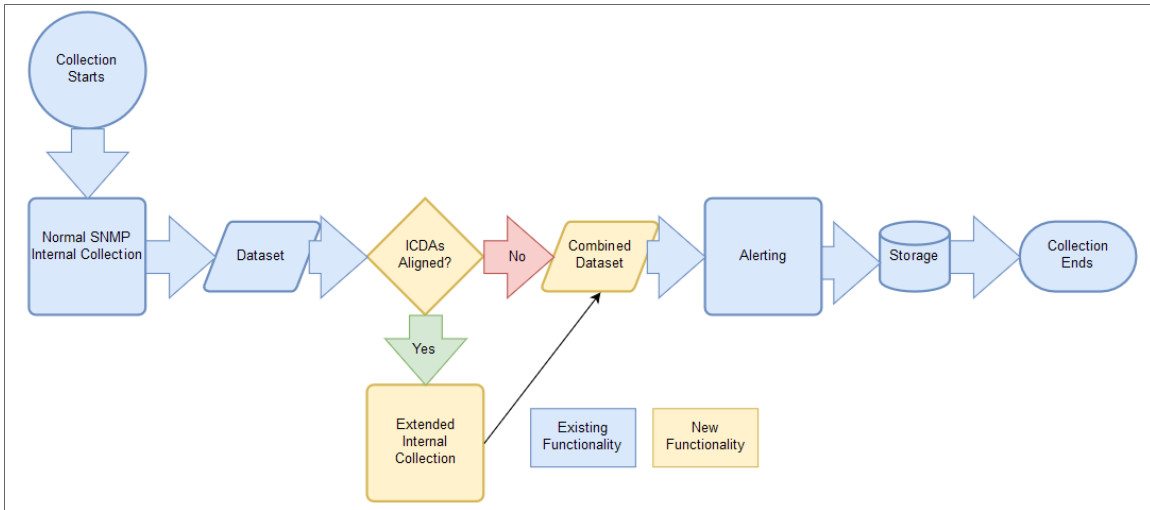 Collection
Starts
Normal SNMP
Internal Collection
Dataset
ICDAs
Aligned?
No
Combined
Dataset
Alerting
Storage
Collection
Ends
Yes
Extended
Internal
Collection
Existing
Functionality
New
Functionality